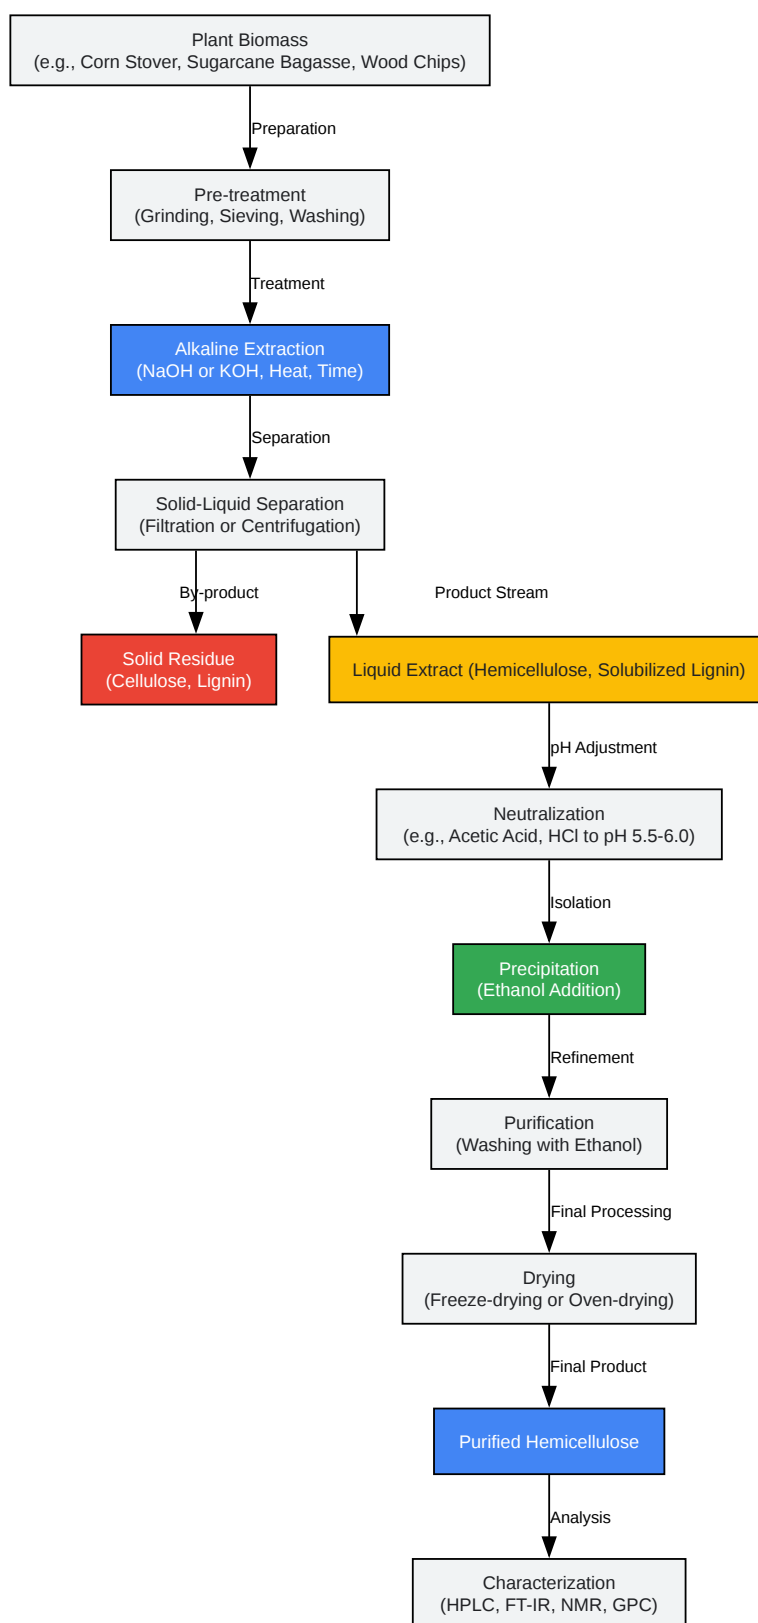 Plant Biomass
(e.g., Corn Stover, Sugarcane Bagasse, Wood Chips)
Preparation
Pre-treatment
(Grinding, Sieving, Washing)
Treatment
Alkaline Extraction
(NaOH or KOH, Heat, Time)
Separation
Solid-Liquid Separation
(Filtration or Centrifugation)
By-product
Product Stream
Solid Residue
(Cellulose, Lignin)
Liquid Extract (Hemicellulose, Solubilized Lignin)
pH Adjustment
Neutralization
(e.g., Acetic Acid, HCl to pH 5.5-6.0)
Isolation
Precipitation
(Ethanol Addition)
Refinement
Purification
(Washing with Ethanol)
Final Processing
Drying
(Freeze-drying or Oven-drying)
Final Product
Purified Hemicellulose
Analysis
Characterization
(HPLC, FT-IR, NMR, GPC)